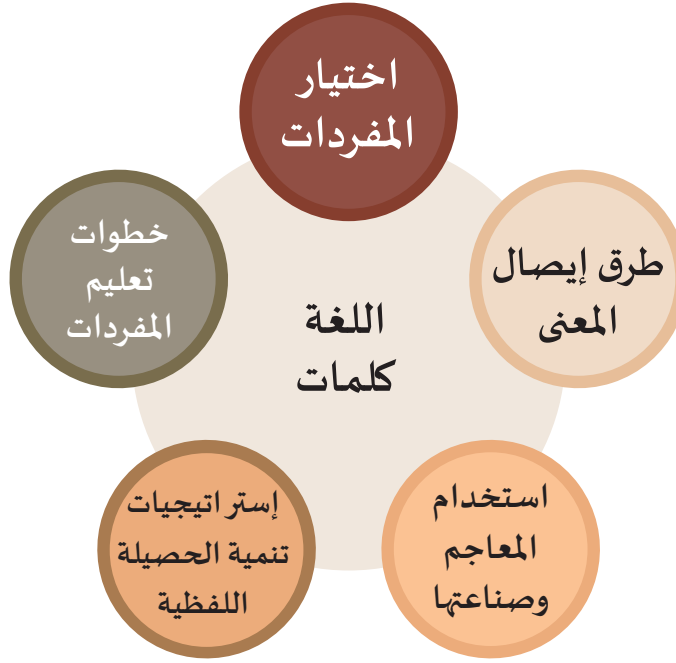 اختيار
المفردات
طرق إيصال
المعنى
استخدام
المعاجم
وصناعتها
إستراتيجيات
تنمية الحصيلة
اللفظية
خطوات
تعليم
المفردات
اللغة
كلمات